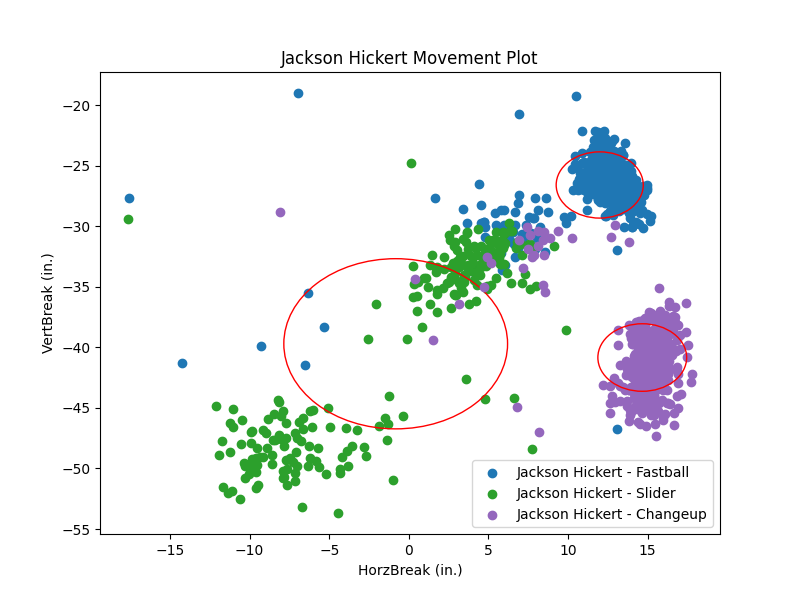 Jackson Hickert Movement Plot
VertBreak (in.)
−20
−25
−30
−35
−40
−45
−50
−55
Jackson Hickert - Fastball
Jackson Hickert - Slider
Jackson Hickert - Changeup
−15
−10
−5
0
5
10
15
HorzBreak (in.)